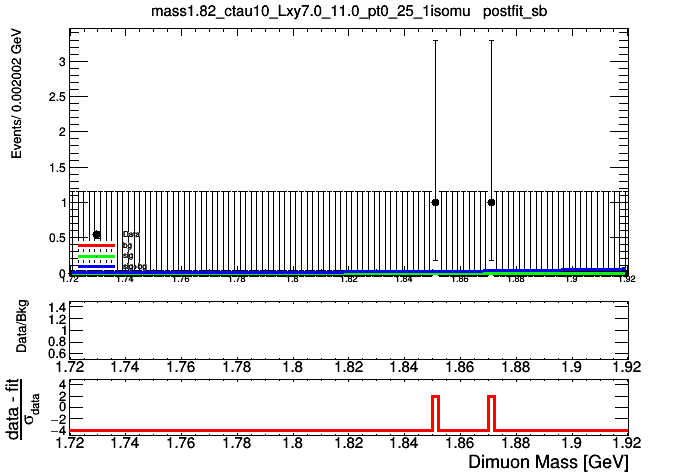 mass1.82_ctau10_Lxy7.0_11.0_pt0_25_1isomu postfit_sb
Events/ 0.002002 GeV
3
2.5
2
1.5
1
0.5
0
Data
bg
sig
sig+bg
1.72 1.74 1.76 1.78 1.8 1.82 1.84 1.86 1.88 1.9 1.92
Data/Bkg
1.4
1.2
1
0.8
0.6
1.72 1.74 1.76 1.78 1.8 1.82 1.84 1.86 1.88 1.9 1.92
data - fit
σdata
4
2
0
−2
−4
1.72 1.74 1.76 1.78 1.8 1.82 1.84 1.86 1.88 1.9 1.92
Dimuon Mass [GeV]